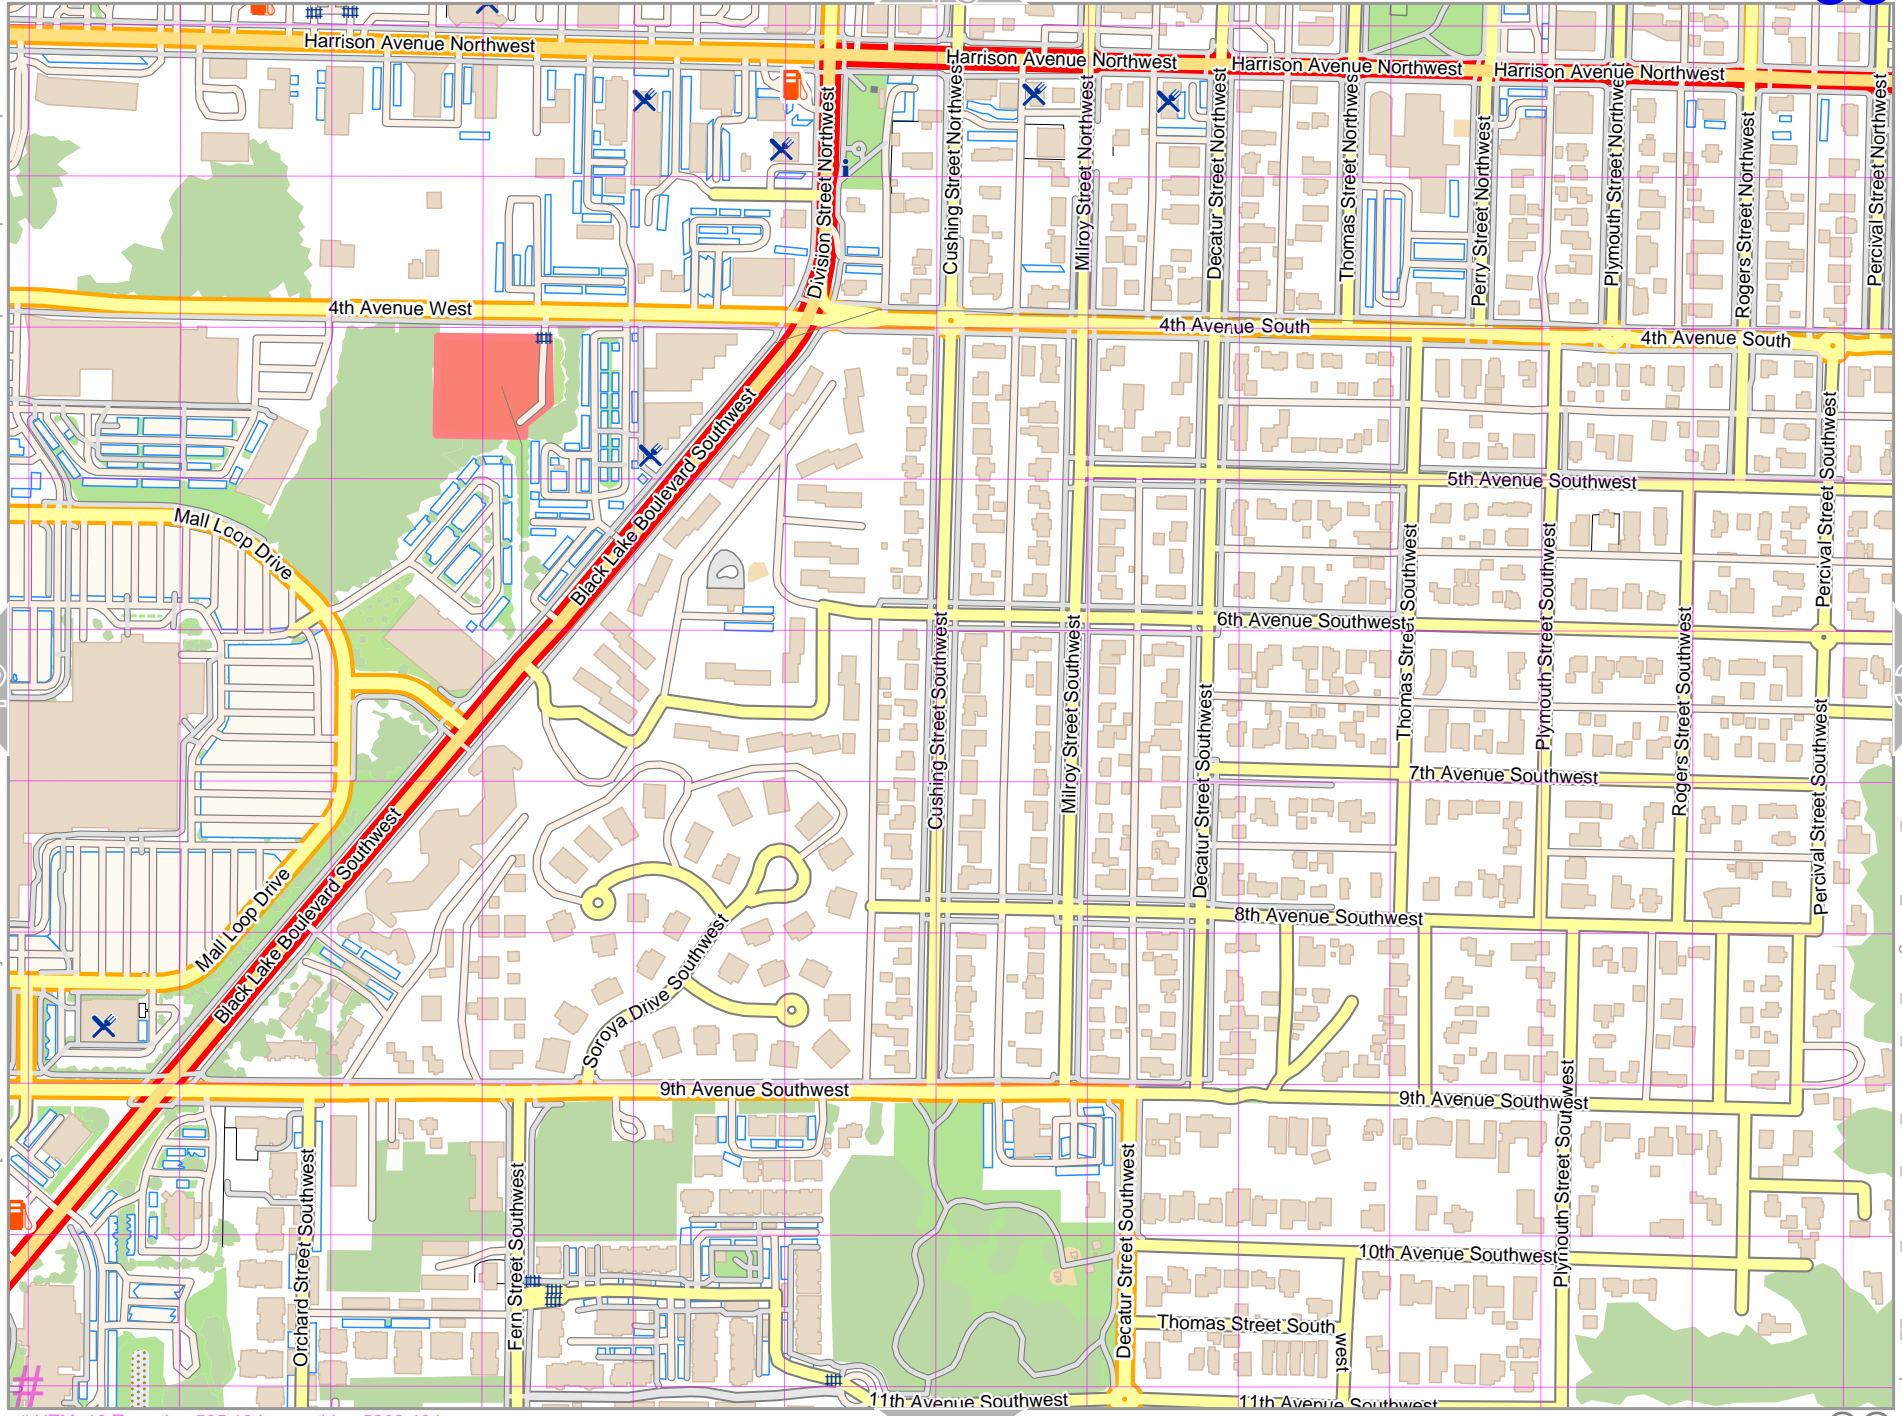 Harrison Avenue Northwest
Harrison Avenue Northwest
Harrison Avenue Northwest
Harrison Avenue Northwest
Division Street Northwest
Cushing Street Northwest
Milroy Street Northwest
Decatur Street Northwest
Thomas Street Northwest
Perry Street Northwest
Plymouth Street Northwest
Rogers Street Northwest
Percival Street Northwest
i
4th Avenue West
4th Avenue South
4th Avenue South
Black Lake Boulevard Southwest
Mall Loop Drive
5th Avenue Southwest
Percival Street Southwest
6th Avenue Southwest
Thomas Street Southwest
Plymouth Street Southwest
Rogers Street Southwest
Cushing Street Southwest
Milroy Street Southwest
Decatur Street Southwest
Percival Street Southwest
7th Avenue Southwest
Black Lake Boulevard Southwest
Mall Loop Drive
8th Avenue Southwest
Soroya Drive Southwest
9th Avenue Southwest
9th Avenue Southwest
Orchard Street Southwest
Fern Street Southwest
Decatur Street Southwest
Plymouth Street Southwest
10th Avenue Southwest
Thomas Street South
west
11th Avenue Southwest
11th Avenue Southwest
#